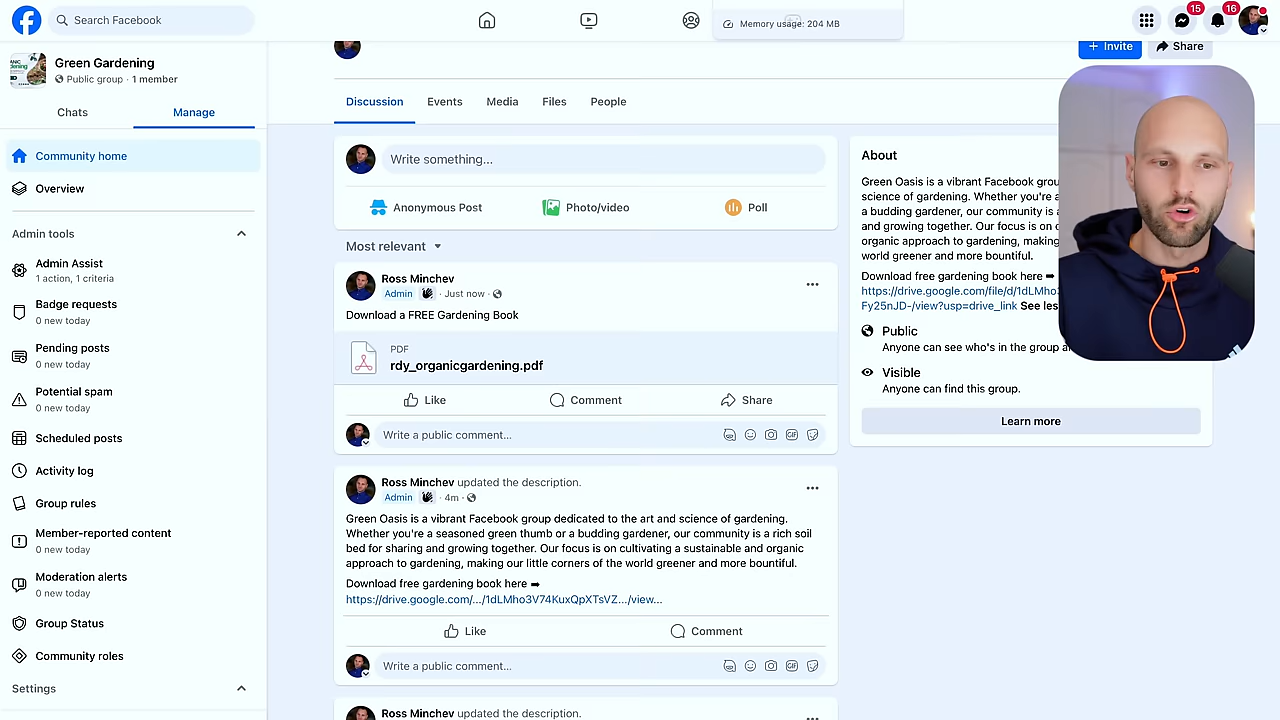 Search Facebook
Memory usage: 204 MB
15
16
Green Gardening
Public group · 1 member
Chats
Manage
Community home
Overview
Admin tools
Admin Assist
1 action, 1 criteria
Badge requests
0 new today
Pending posts
0 new today
Potential spam
0 new today
Scheduled posts
Activity log
Group rules
Member-reported content
0 new today
Moderation alerts
0 new today
Group Status
Community roles
Settings
+ Invite
Share
Discussion
Events
Media
Files
People
Write something...
Anonymous Post
Photo/video
Poll
Most relevant
Ross Minchev
Admin · Just now ·
Download a FREE Gardening Book
PDF
rdy_organicgardening.pdf
Like
Comment
Share
Write a public comment...
Ross Minchev updated the description.
Admin · 4m ·
Green Oasis is a vibrant Facebook group dedicated to the art and science of gardening.
Whether you're a seasoned green thumb or a budding gardener, our community is a rich soil
bed for sharing and growing together. Our focus is on cultivating a sustainable and organic
approach to gardening, making our little corners of the world greener and more bountiful.
Download free gardening book here ➡
https://drive.google.com/.../1dLMho3V74KuxQpXTsVZ.../view...
Like
Comment
Write a public comment...
Ross Minchev updated the description.
About
Green Oasis is a vibrant Facebook grou
science of gardening. Whether you're a
a budding gardener, our community is a
and growing together. Our focus is on c
organic approach to gardening, making
world greener and more bountiful.
Download free gardening book here ➡
https://drive.google.com/file/d/1dLMho
Fy25nJD-/view?usp=drive_link See les
Public
Anyone can see who's in the group a
Visible
Anyone can find this group.
Learn more